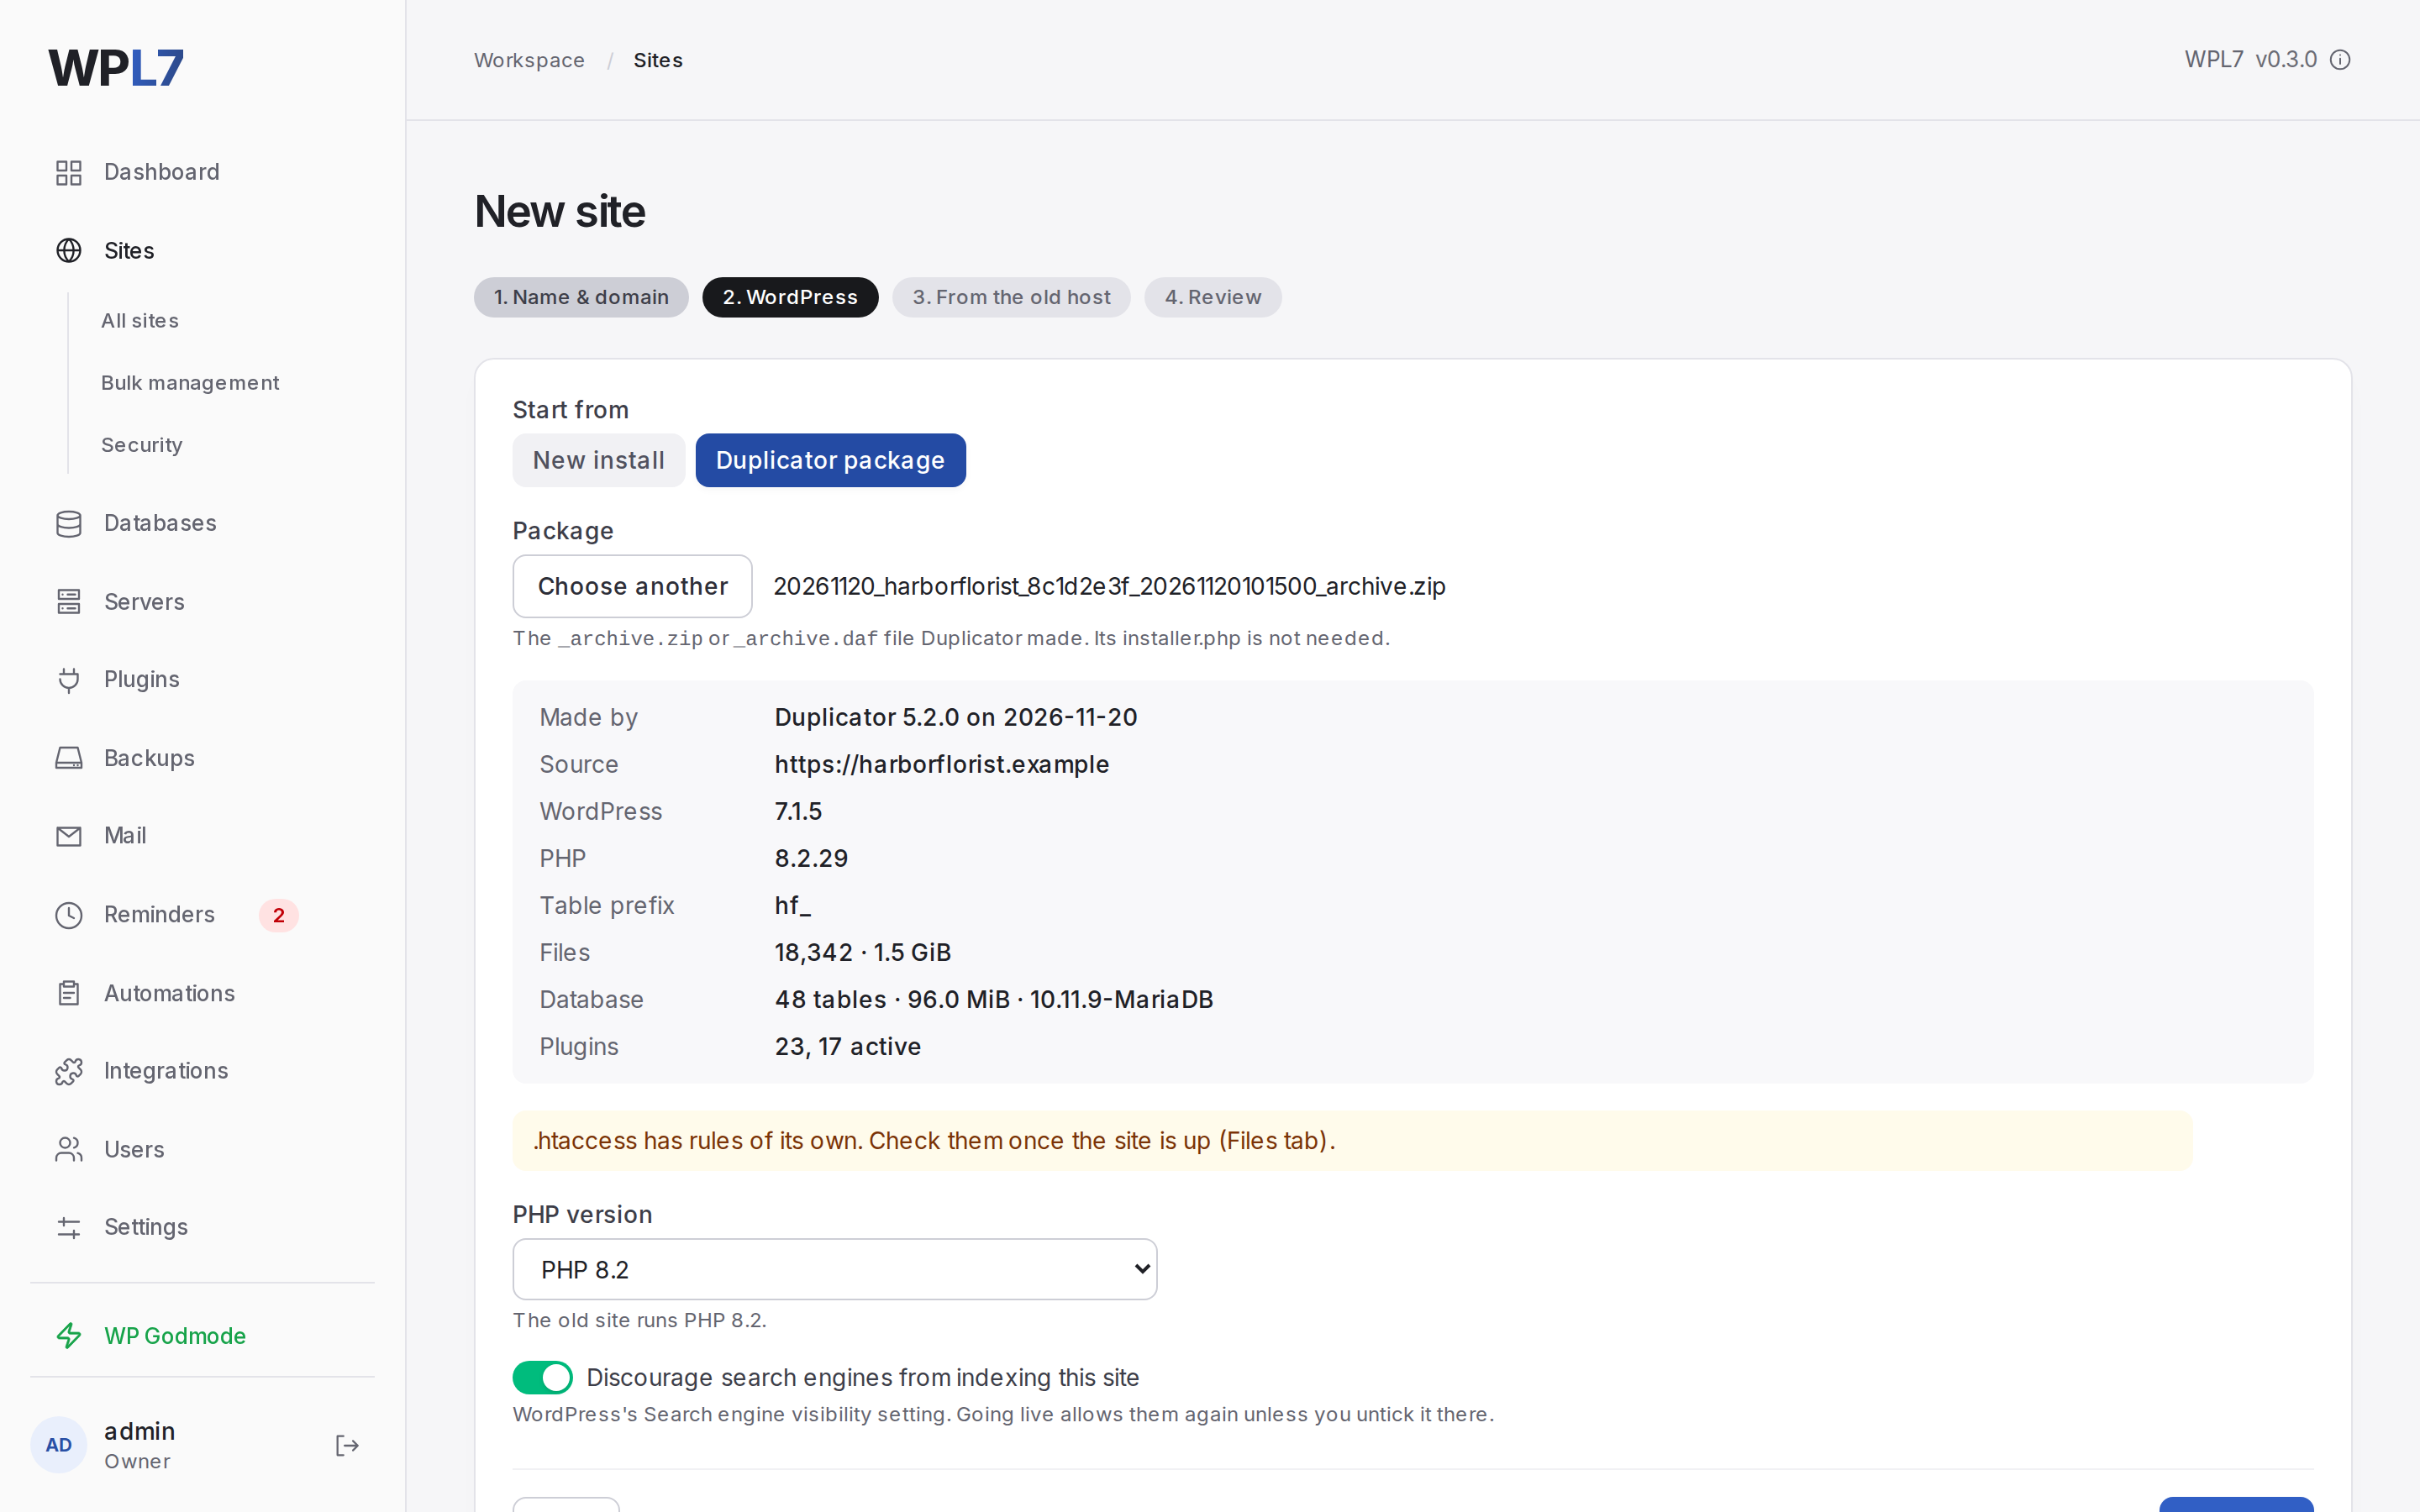 WPL7
Workspace / Sites
WPL7 v0.3.0
Dashboard
Sites
All sites
Bulk management
Security
Databases
Servers
Plugins
Backups
Mail
Reminders 2
Automations
Integrations
Users
Settings
WP Godmode
AD
admin
Owner
New site
1. Name & domain
2. WordPress
3. From the old host
4. Review
Start from
New install
Duplicator package
Package
Choose another
20261120_harborflorist_8c1d2e3f_20261120101500_archive.zip
The _archive.zip or _archive.daf file Duplicator made. Its installer.php is not needed.
Made by Duplicator 5.2.0 on 2026-11-20
Source https://harborflorist.example
WordPress 7.1.5
PHP 8.2.29
Table prefix hf_
Files 18,342 · 1.5 GiB
Database 48 tables · 96.0 MiB · 10.11.9-MariaDB
Plugins 23, 17 active
.htaccess has rules of its own. Check them once the site is up (Files tab).
PHP version
PHP 8.2
The old site runs PHP 8.2.
Discourage search engines from indexing this site
WordPress's Search engine visibility setting. Going live allows them again unless you untick it there.